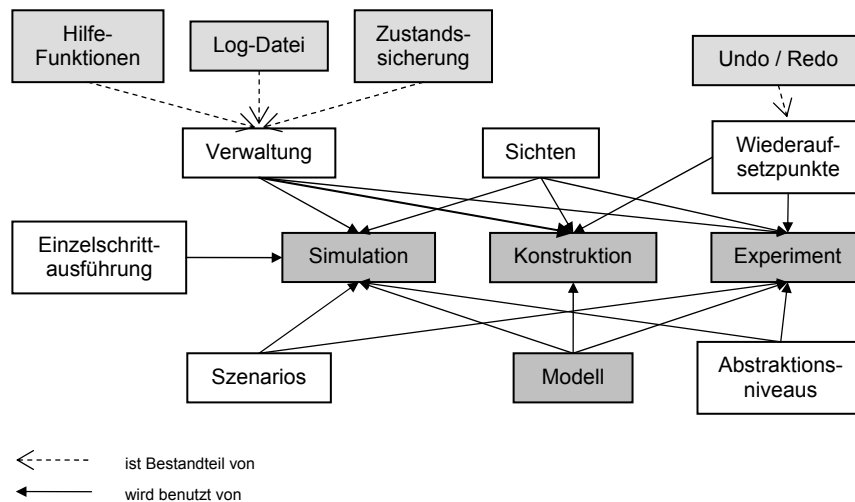 Hilfe-
Funktionen
Log-Datei
Zustands-
sicherung
Undo / Redo
Verwaltung
Sichten
Wiederauf-
setzpunkte
Einzelschritt-
ausführung
Simulation
Konstruktion
Experiment
Szenarios
Modell
Abstraktions-
niveaus
ist Bestandteil von
wird benutzt von